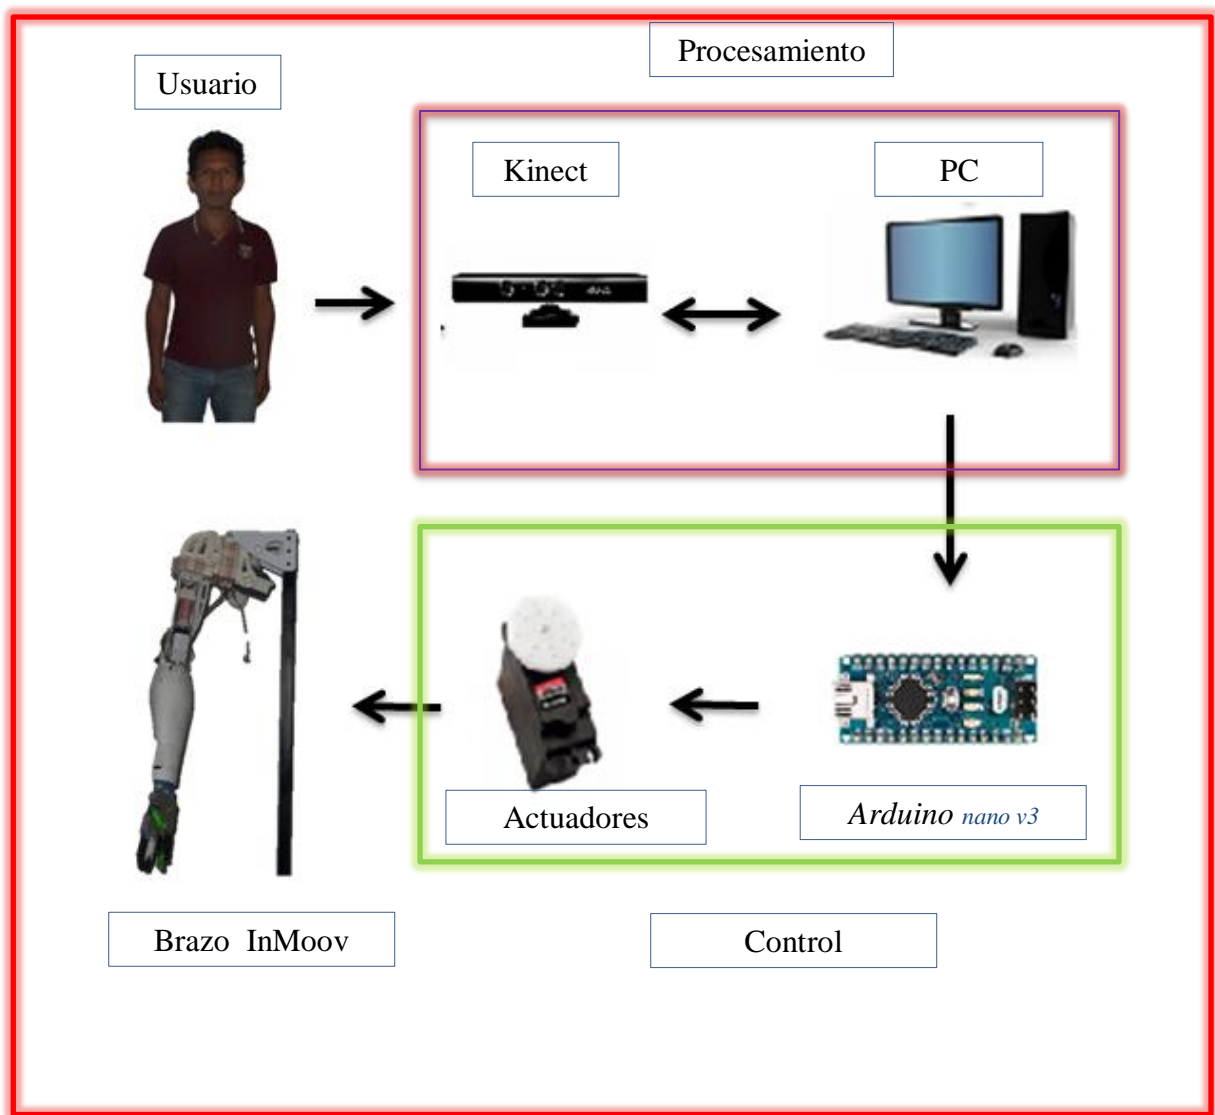 Procesamiento
Usuario
Kinect
PC
Actuadores
Arduino nano v3
Brazo InMoov
Control